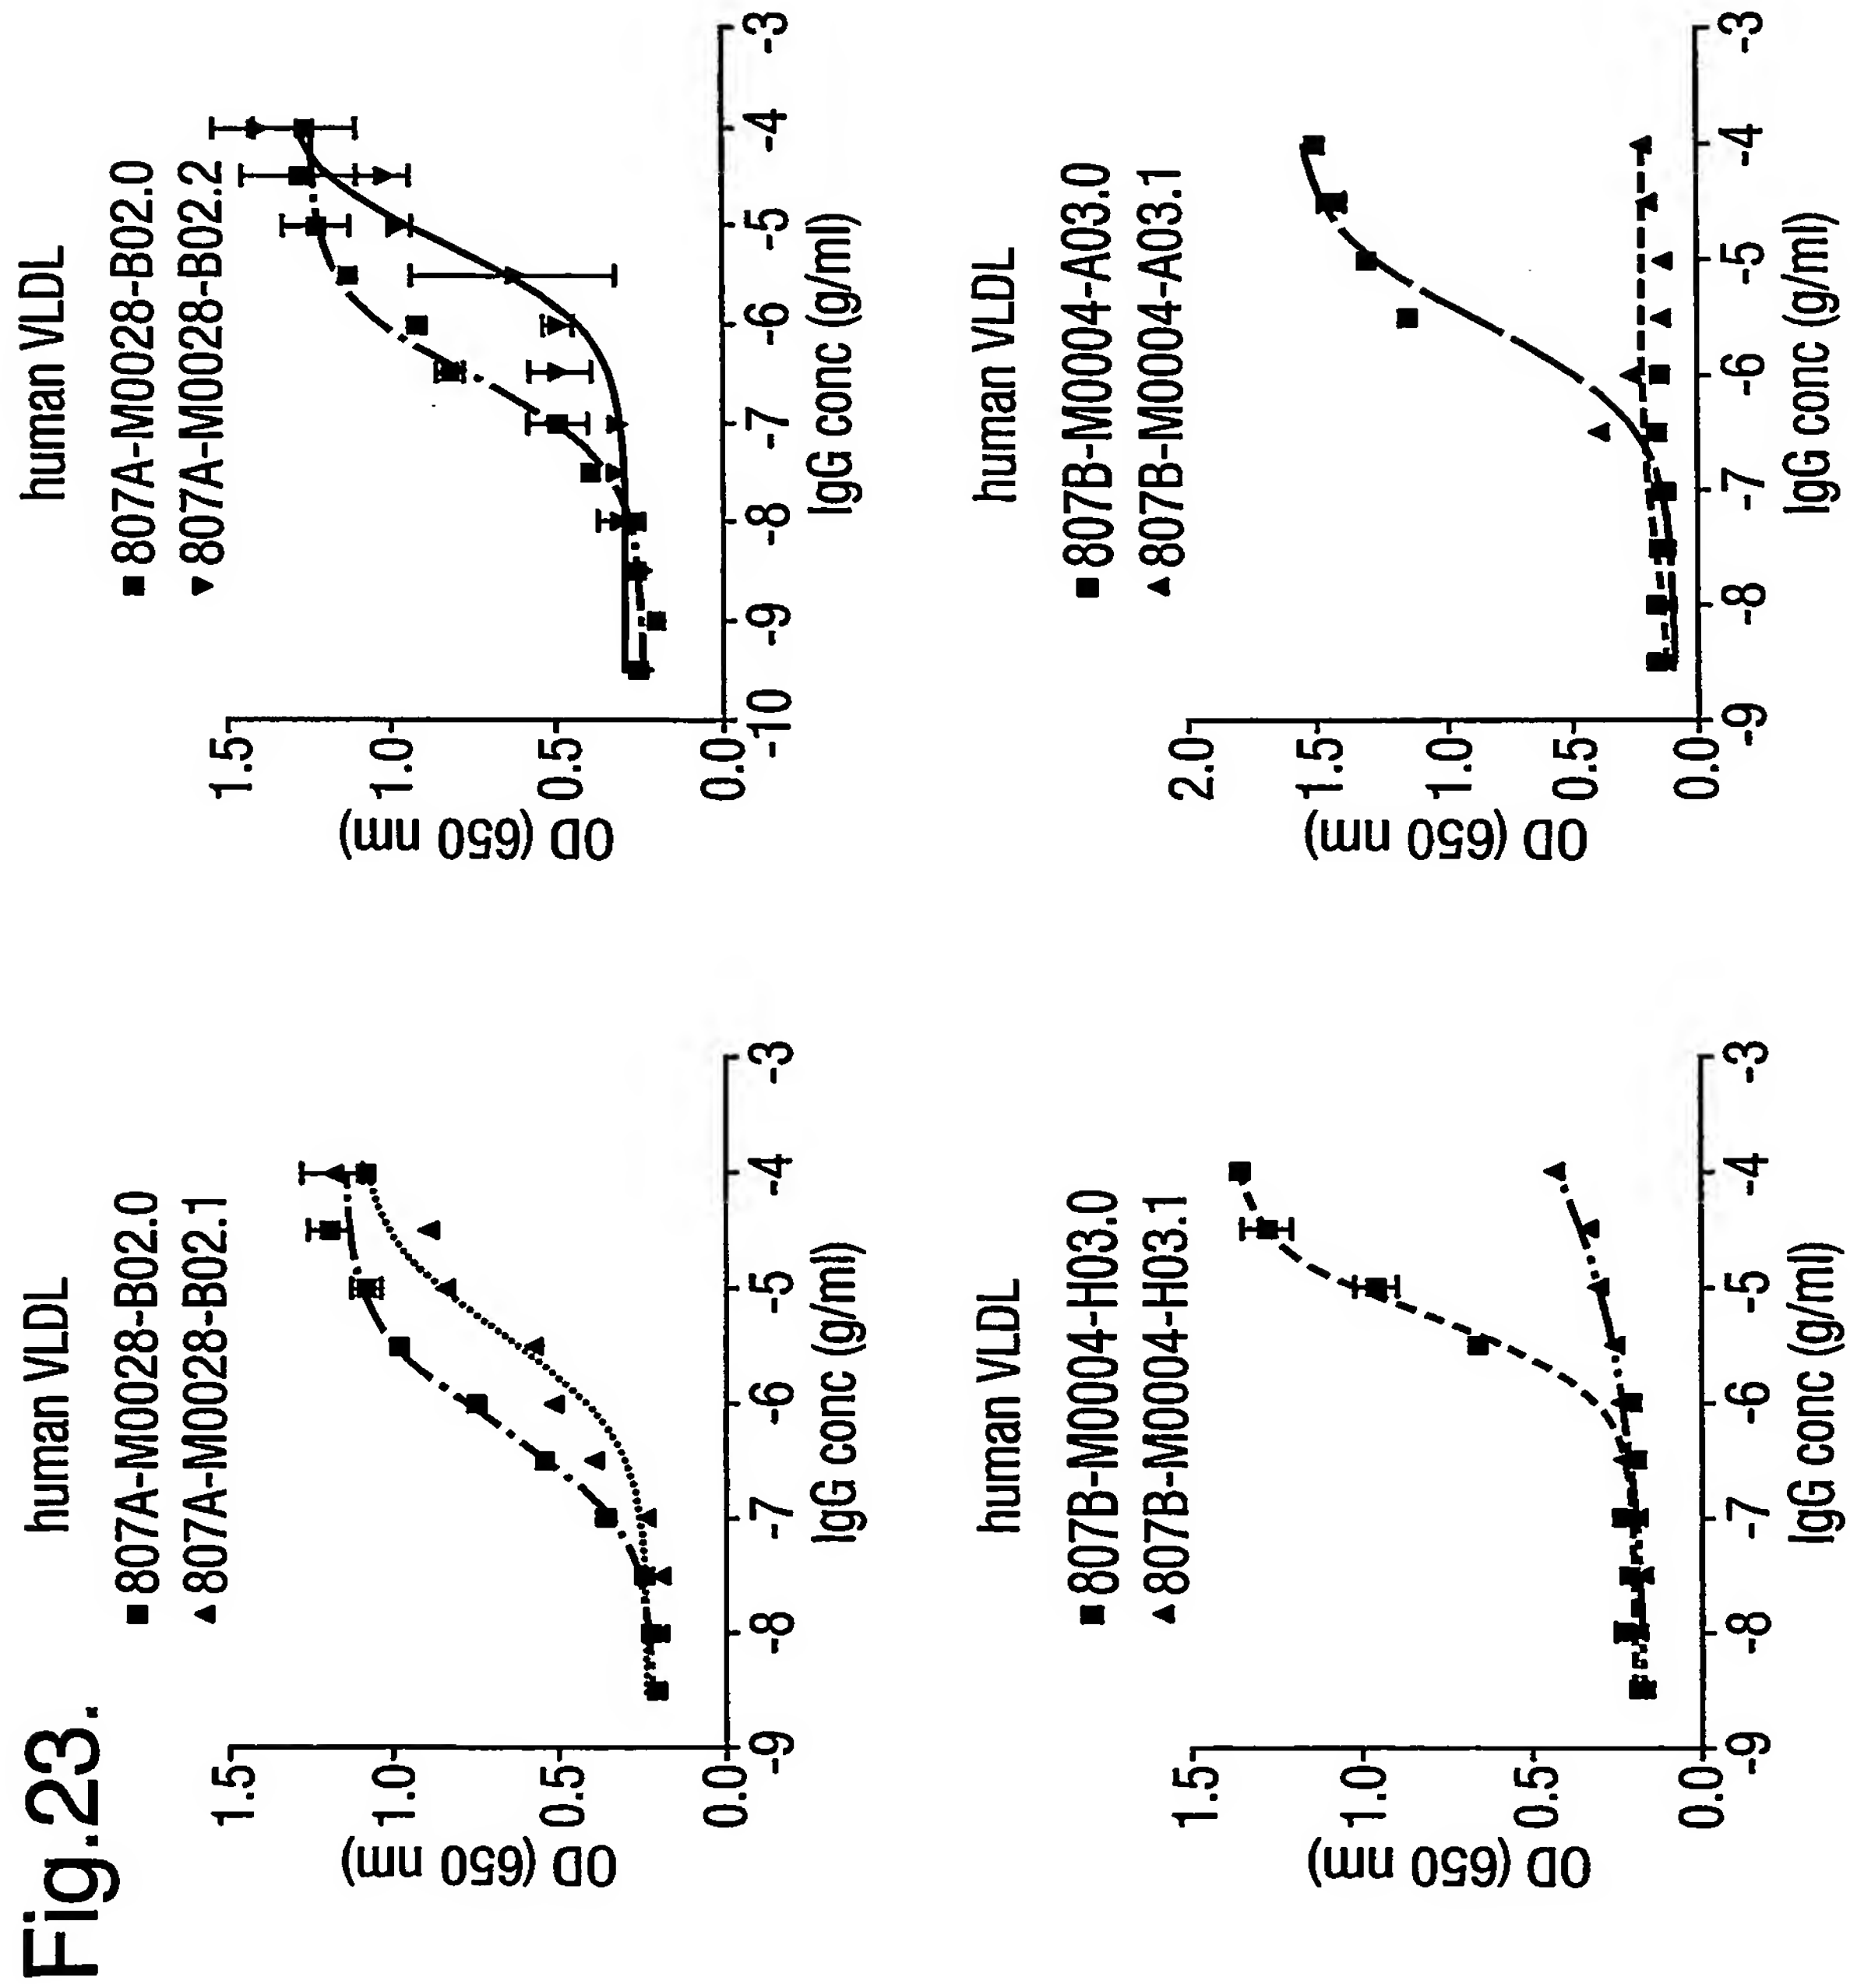 Fig.23.
human VLDL
807A-M0028-B02.0
807A-M0028-B02.1
OD (650 nm)
1.5
1.0
0.5
0.0
-9
-8
-7
-6
-5
-4
-3
IgG conc (g/ml)
human VLDL
807A-M0028-B02.0
807A-M0028-B02.2
OD (650 nm)
1.5
1.0
0.5
0.0
-10
-9
-8
-7
-6
-5
-4
-3
IgG conc (g/ml)
human VLDL
807B-M0004-H03.0
807B-M0004-H03.1
OD (650 nm)
1.5
1.0
0.5
0.0
-9
-8
-7
-6
-5
-4
-3
IgG conc (g/ml)
human VLDL
807B-M0004-A03.0
807B-M0004-A03.1
OD (650 nm)
2.0
1.5
1.0
0.5
0.0
-9
-8
-7
-6
-5
-4
-3
IgG conc (g/ml)